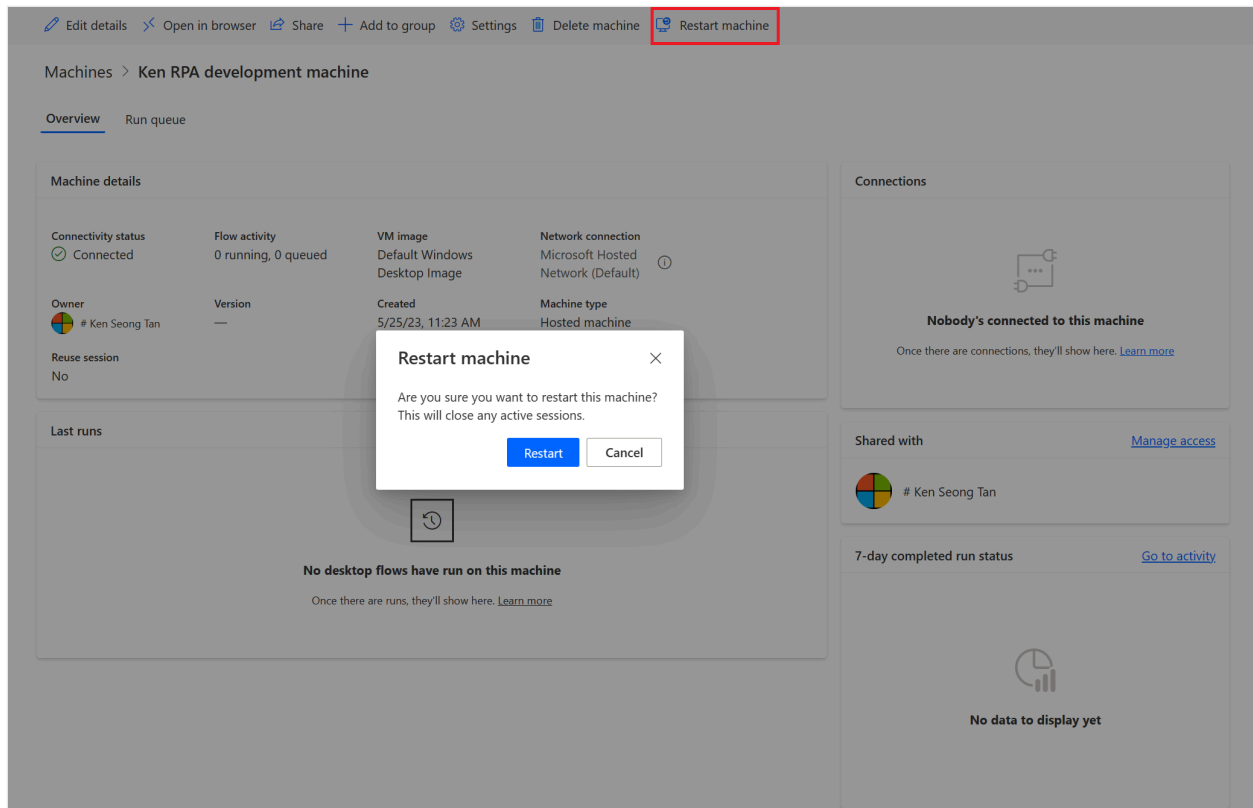 Edit details Open in browser Share Add to group Settings Delete machine Restart machine
Machines > Ken RPA development machine
Overview Run queue
Machine details
Connectivity status Flow activity VM image Network connection
Connected 0 running, 0 queued Default Windows Microsoft Hosted
Desktop Image Network (Default)
Owner Version Created Machine type
# Ken Seong Tan — 5/25/23, 11:23 AM Hosted machine
Reuse session
No
Restart machine
Are you sure you want to restart this machine?
This will close any active sessions.
Restart Cancel
Last runs
No desktop flows have run on this machine
Once there are runs, they'll show here. Learn more
Connections
Nobody's connected to this machine
Once there are connections, they'll show here. Learn more
Shared with Manage access
# Ken Seong Tan
7-day completed run status Go to activity
No data to display yet